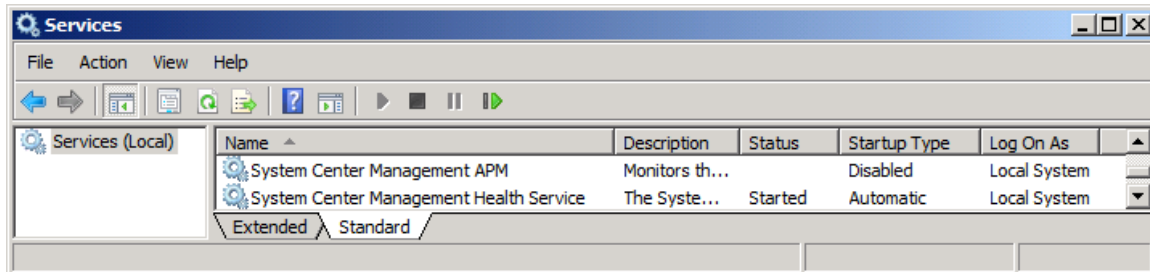 Services
File Action View Help
Services (Local)
Name Description Status Startup Type Log On As
System Center Management APM Monitors th... Disabled Local System
System Center Management Health Service The Syste... Started Automatic Local System
Extended Standard